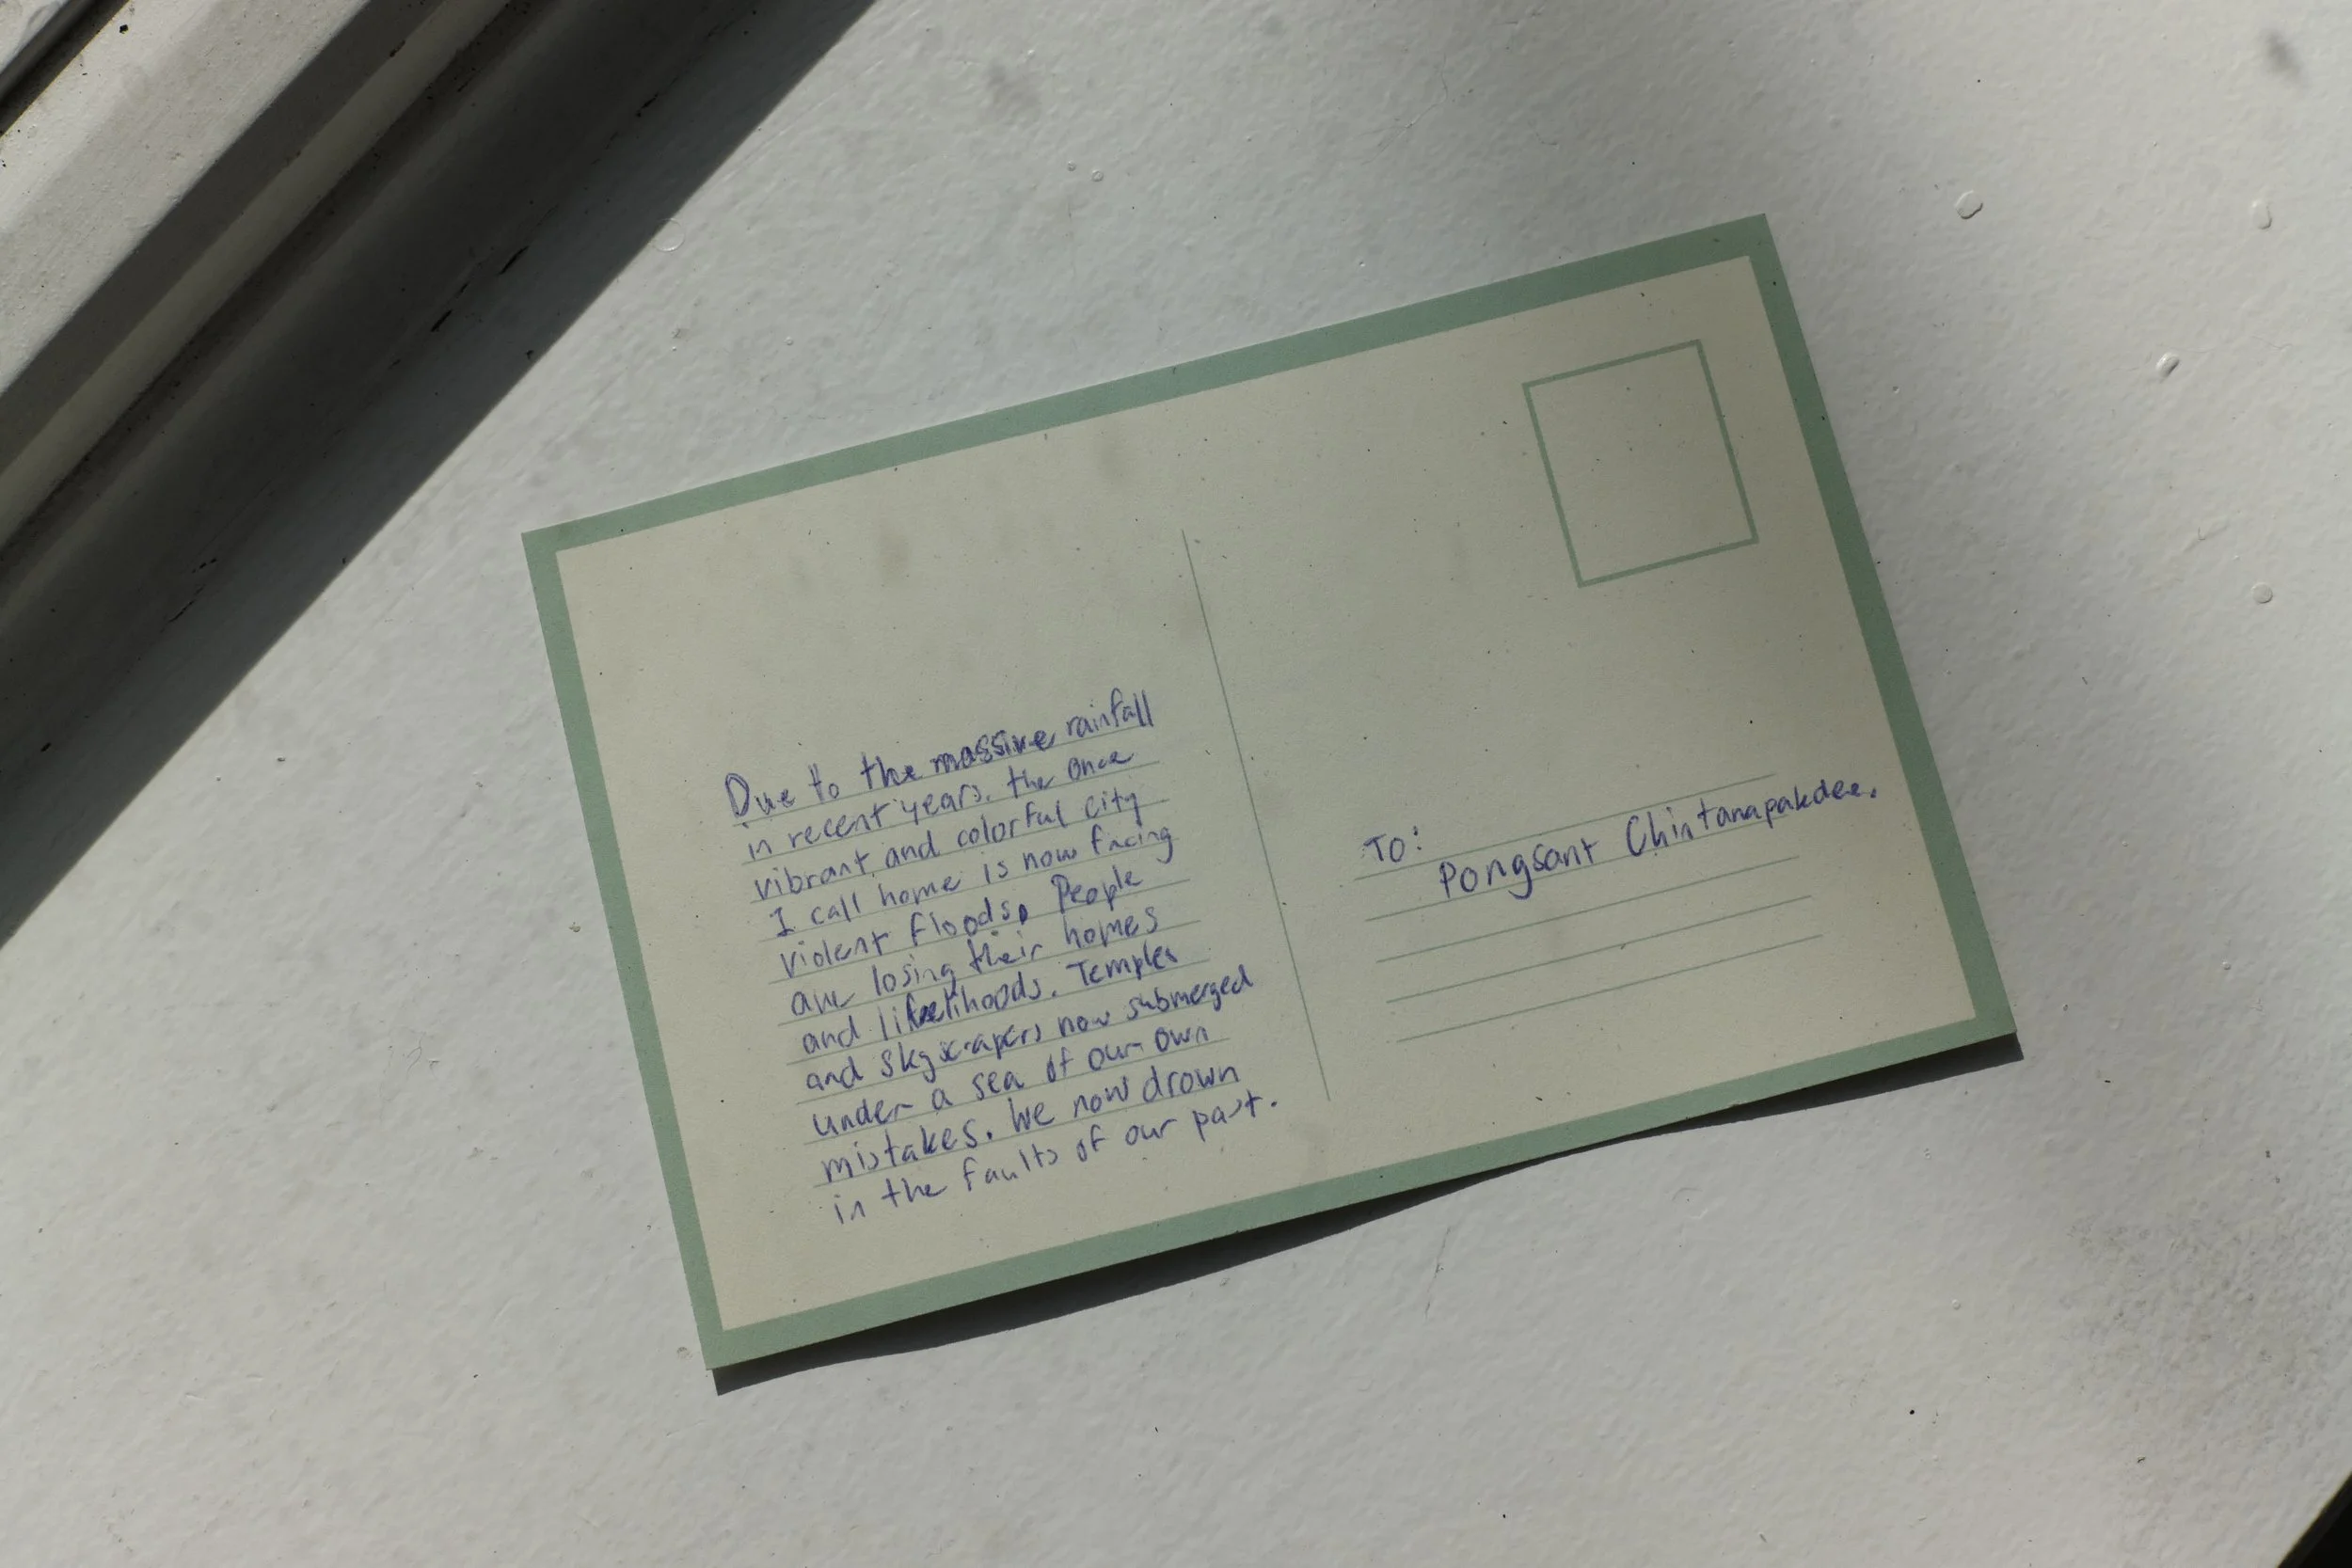 Due to the massive rainfall
in recent years, the once
vibrant and colorful city
I call home is now facing
violent floods. People
are losing their homes
and livelihoods. Temples
and skyscrapers now submerged
under a sea of our own
mistakes. We now drown
in the faults of our past.
To:
Pongsant Chintanapakdee.